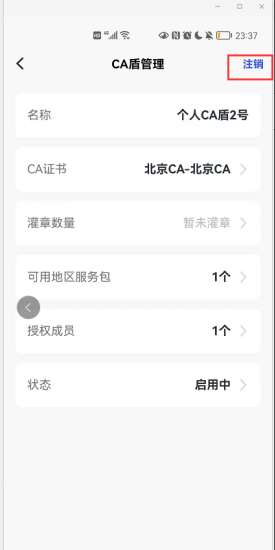 23:37
CA盾管理
注销
名称 个人CA盾2号
CA证书 北京CA-北京CA
灌章数量 暂未灌章
可用地区服务包 1个
授权成员 1个
状态 启用中